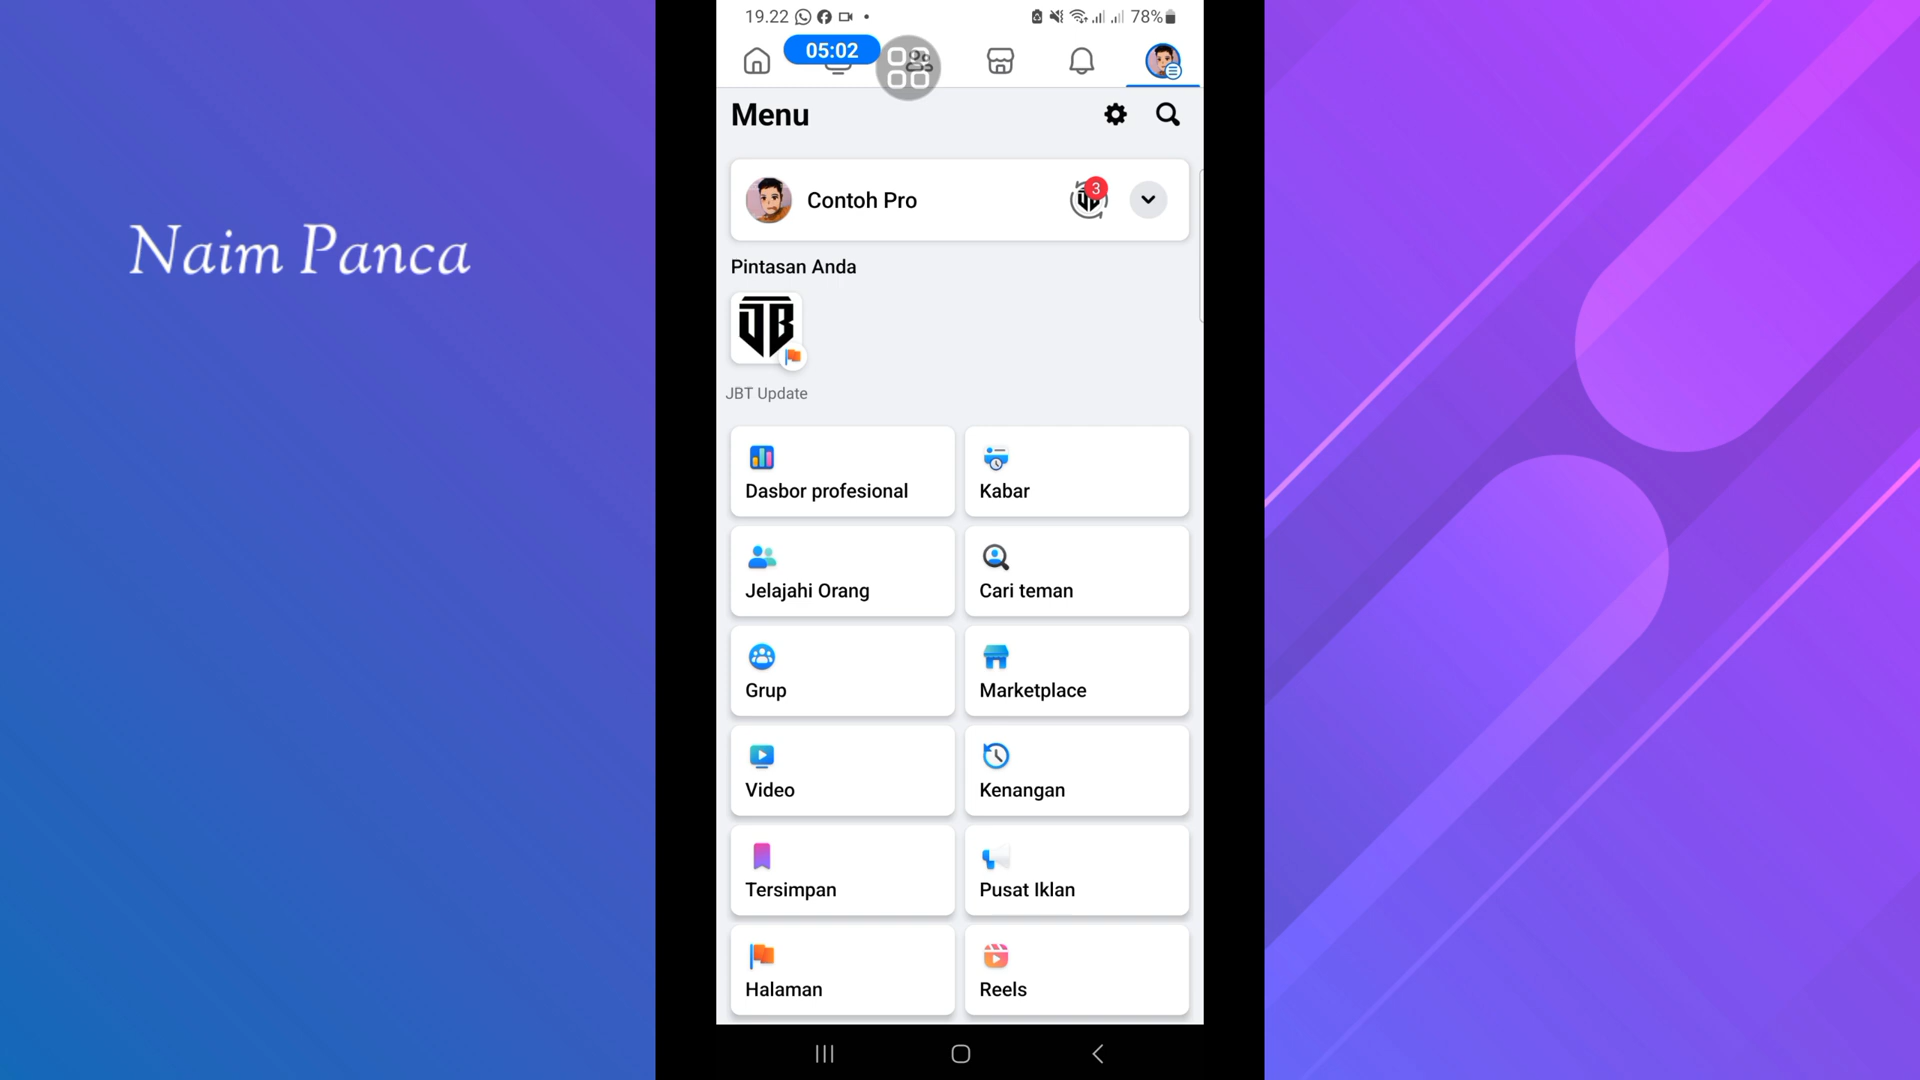 Naim Panca
19.22
78%
05:02
Menu
Contoh Pro
3
Pintasan Anda
JBT Update
Dasbor profesional
Kabar
Jelajahi Orang
Cari teman
Grup
Marketplace
Video
Kenangan
Tersimpan
Pusat Iklan
Halaman
Reels